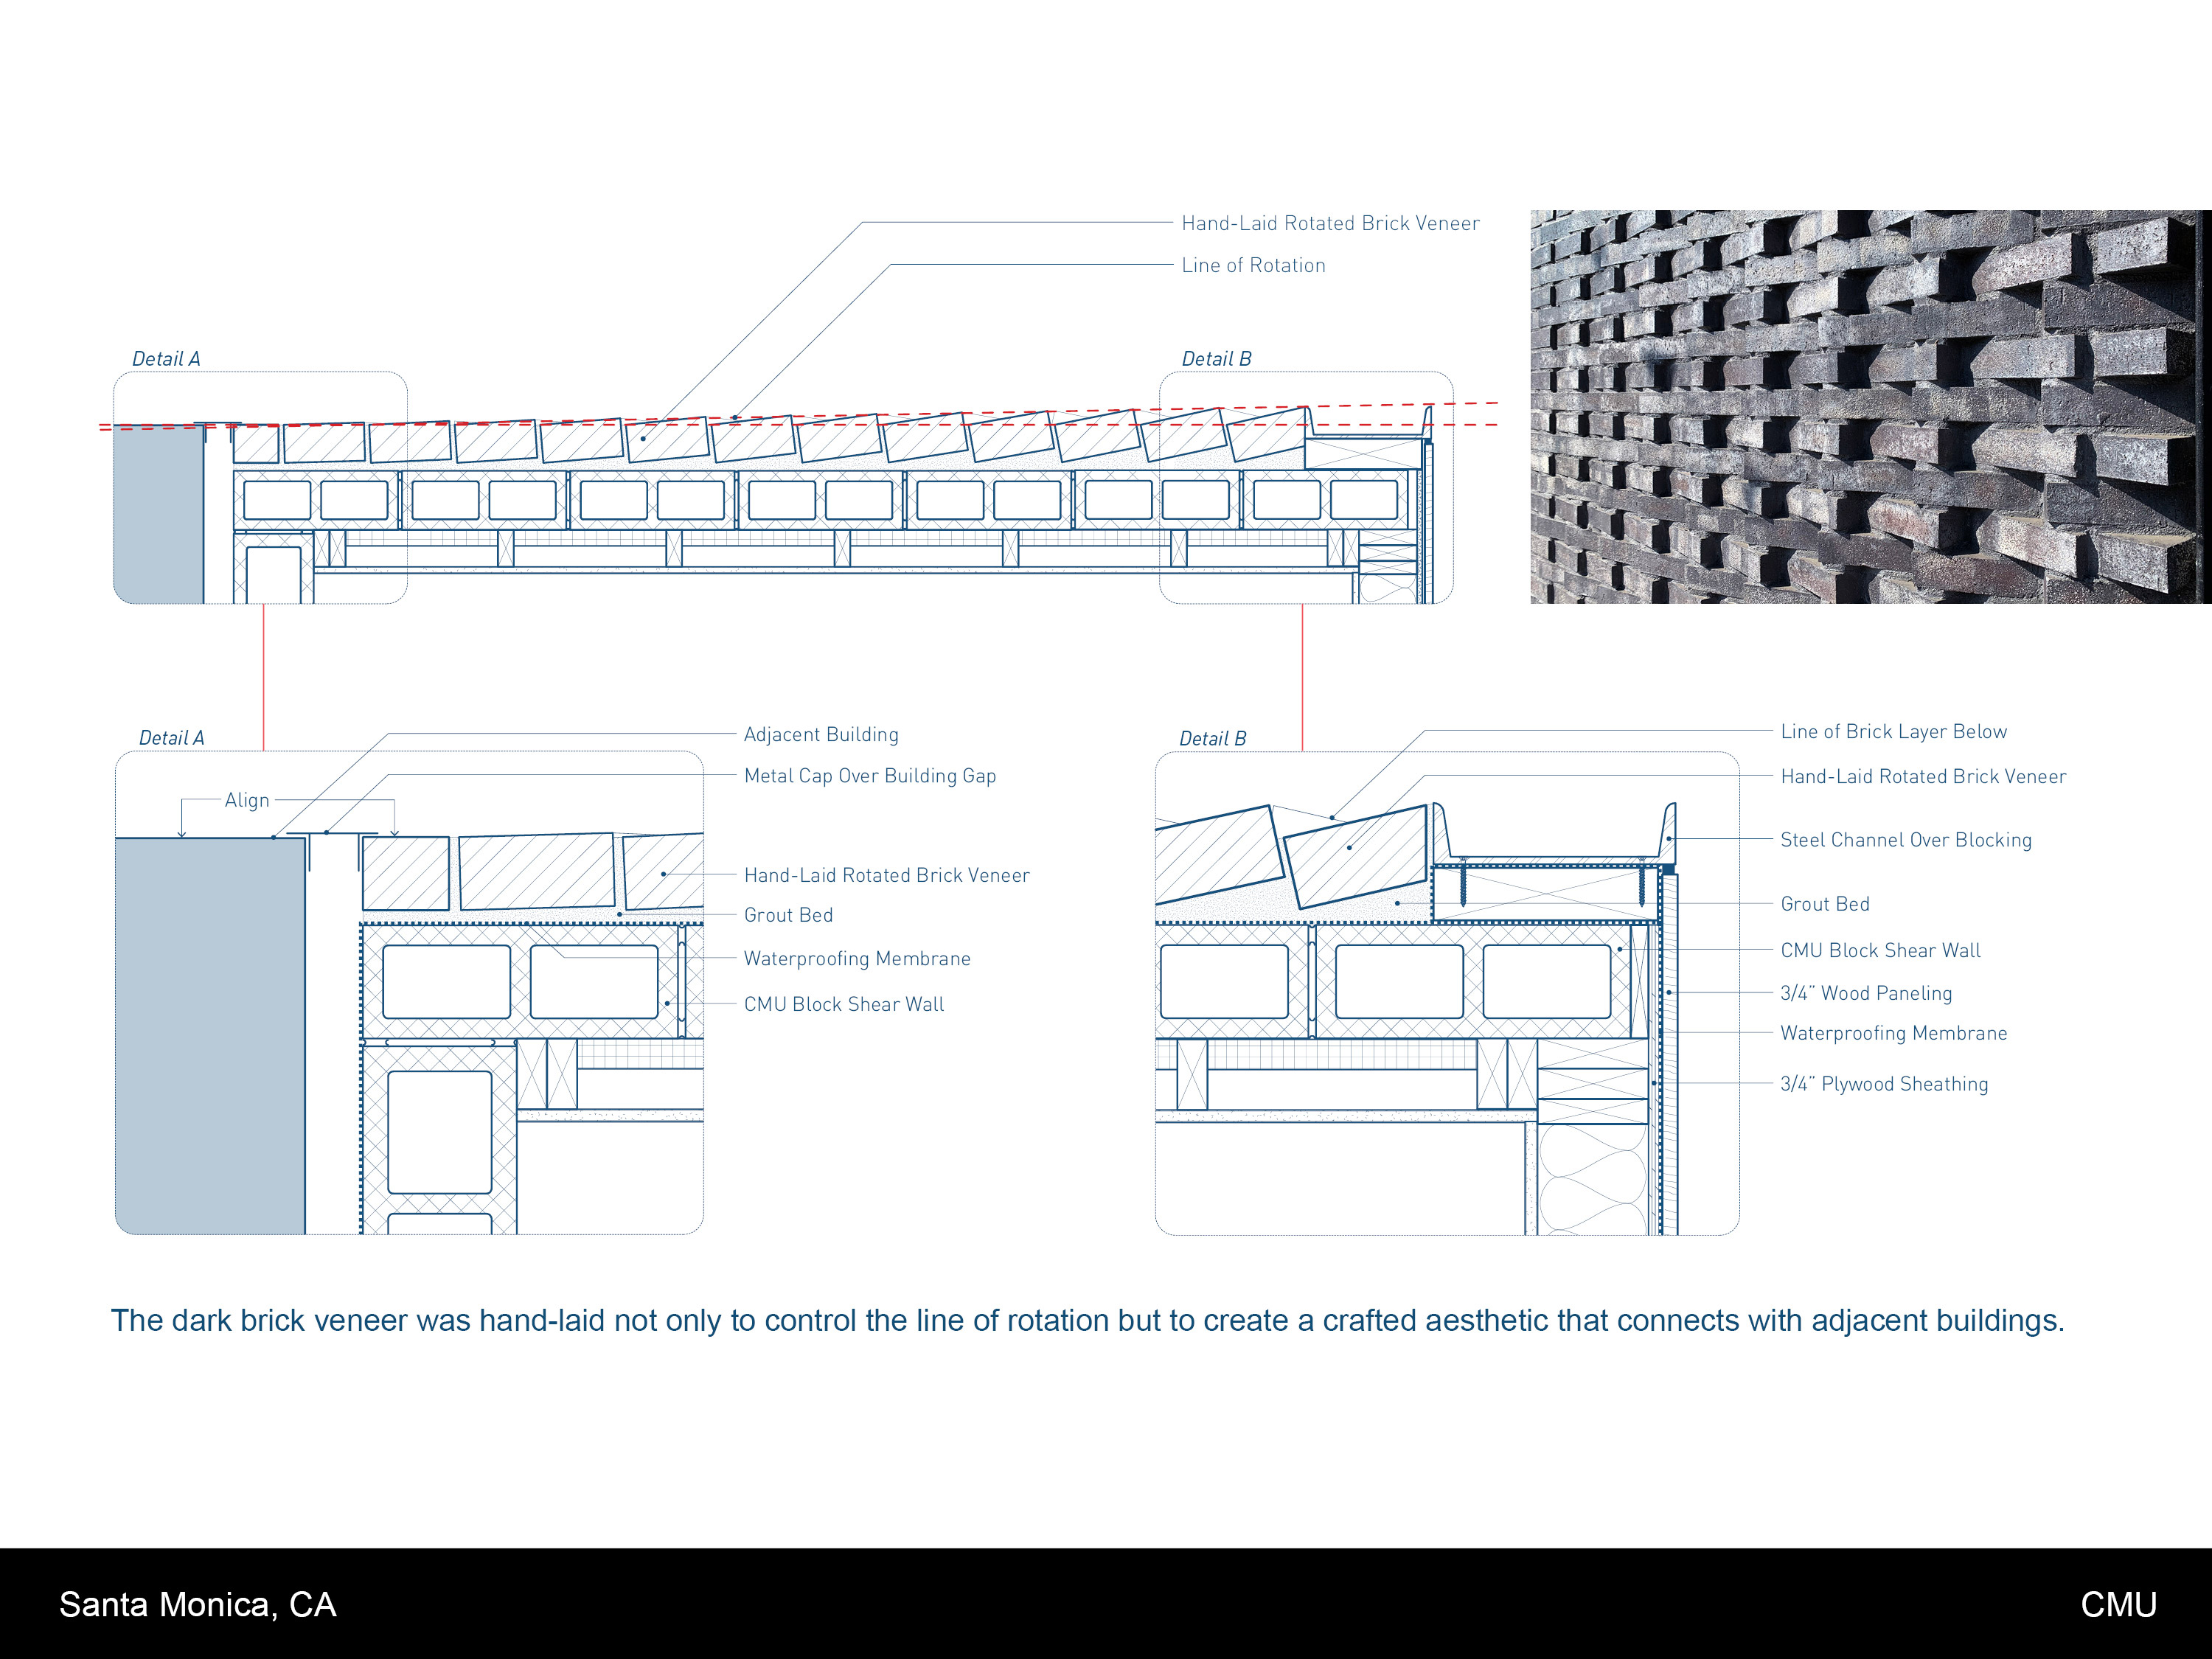 Hand-Laid Rotated Brick Veneer
Line of Rotation
Detail A
Detail B
Detail A
Adjacent Building
Metal Cap Over Building Gap
Align
Hand-Laid Rotated Brick Veneer
Grout Bed
Waterproofing Membrane
CMU Block Shear Wall
Detail B
Line of Brick Layer Below
Hand-Laid Rotated Brick Veneer
Steel Channel Over Blocking
Grout Bed
CMU Block Shear Wall
3/4" Wood Paneling
Waterproofing Membrane
3/4" Plywood Sheathing
The dark brick veneer was hand-laid not only to control the line of rotation but to create a crafted aesthetic that connects with adjacent buildings.
Santa Monica, CA
CMU